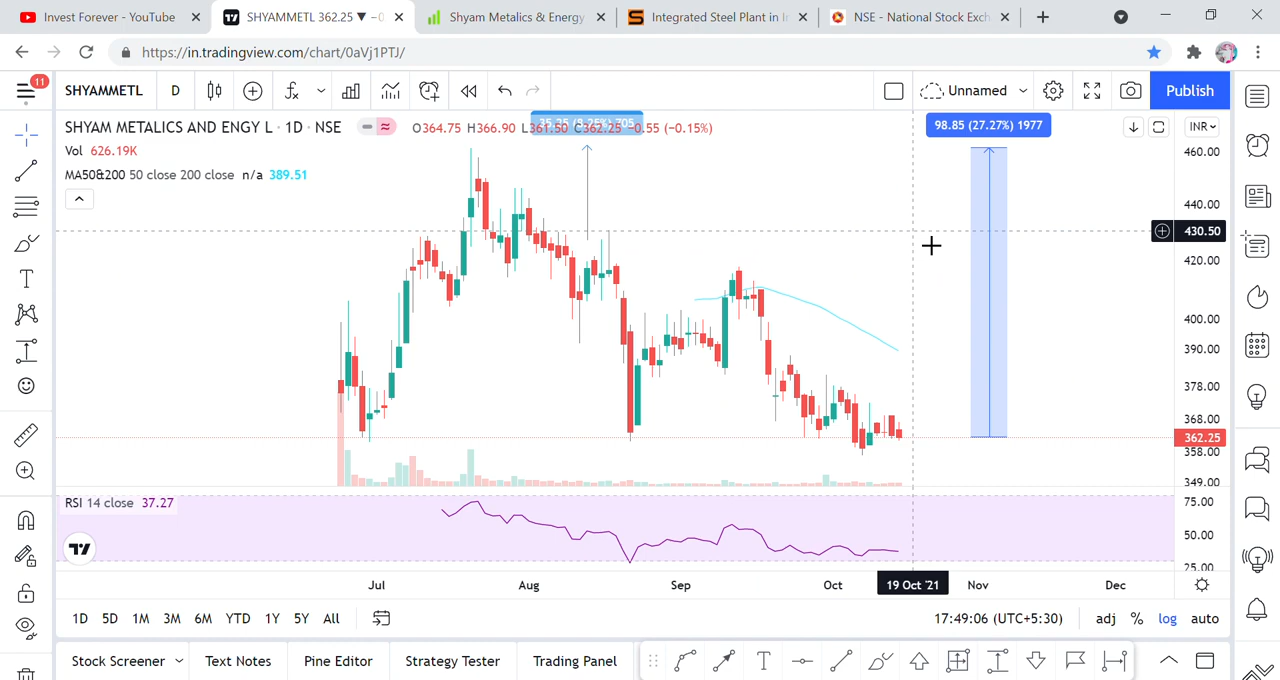 Invest Forever - YouTube
SHYAMMETL 362.25 ▼ −0
Shyam Metalics & Energy
Integrated Steel Plant in I
NSE - National Stock Exch
https://in.tradingview.com/chart/0aVj1PTJ/
11
SHYAMMETL
D
Unnamed
Publish
SHYAM METALICS AND ENGY L · 1D · NSE
O364.75 H366.90 L361.50 C362.25 −0.55 (−0.15%)
98.85 (27.27%) 1977
INR
Vol 626.19K
MA50&200 50 close 200 close n/a 389.51
460.00
440.00
430.50
420.00
400.00
390.00
378.00
368.00
362.25
358.00
349.00
RSI 14 close 37.27
75.00
50.00
25.00
Jul
Aug
Sep
Oct
19 Oct '21
Nov
Dec
1D 5D 1M 3M 6M YTD 1Y 5Y All
17:49:06 (UTC+5:30)
adj % log auto
Stock Screener
Text Notes
Pine Editor
Strategy Tester
Trading Panel